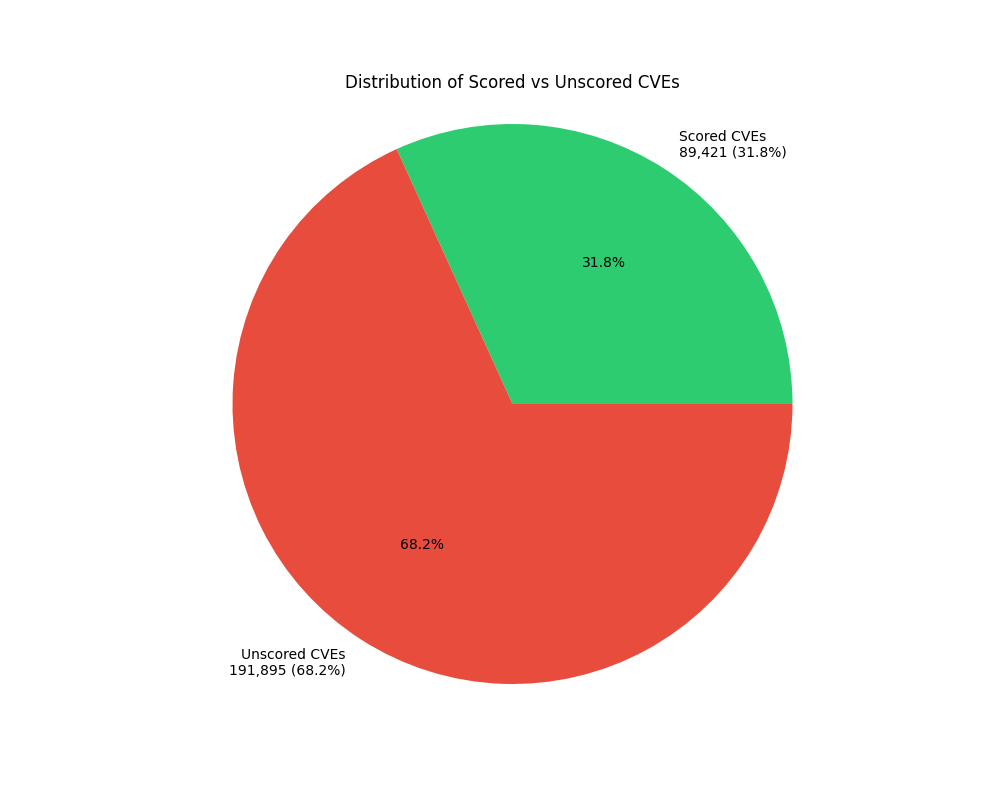 Distribution of Scored vs Unscored CVEs
Scored CVEs
89,421 (31.8%)
31.8%
68.2%
Unscored CVEs
191,895 (68.2%)